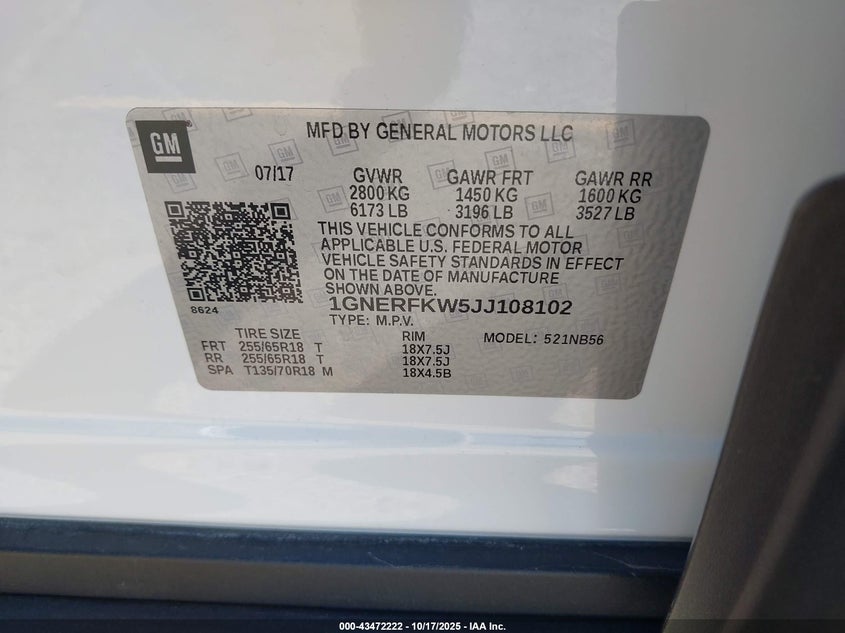 GM
MFD BY GENERAL MOTORS LLC
07/17 GVWR GAWR FRT GAWR RR
2800 KG 1450 KG 1600 KG
6173 LB 3196 LB 3527 LB
THIS VEHICLE CONFORMS TO ALL
APPLICABLE U.S. FEDERAL MOTOR
VEHICLE SAFETY STANDARDS IN EFFECT
ON THE DATE OF MANUFACTURE
SHOWN ABOVE. 1GNERFKW5JJ108102
8624 TYPE: M.P.V.
TIRE SIZE RIM MODEL: 521NB56
FRT 255/65R18 T 18X7.5J
RR 255/65R18 T 18X7.5J
SPA T135/70R18 M 18X4.5B
000-43472222 - 10/17/2025 - IAA Inc.